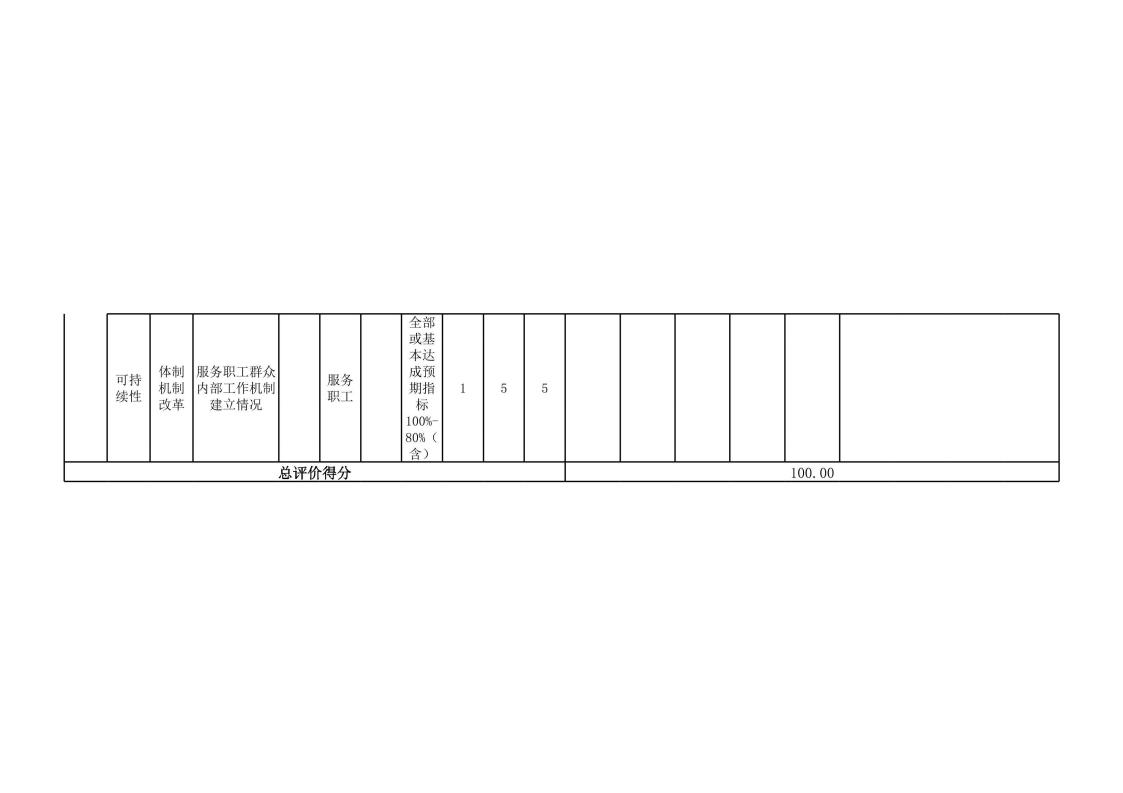 可持
续性
体制
机制
改革
服务职工群众
内部工作机制
建立情况
服务
职工
全部
或基
本达
成预
期指
标
100%-
80%（
含）
1
5
5
总评价得分
100.00